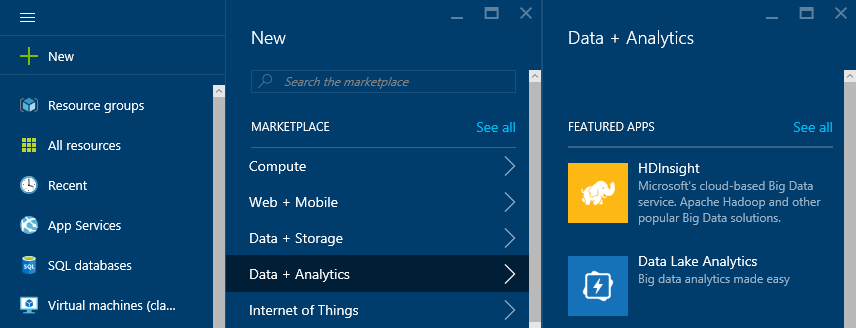 New
Resource groups
All resources
Recent
App Services
SQL
SQL databases
Virtual machines (cla...
New
Search the marketplace
MARKETPLACE See all
Compute
Web + Mobile
Data + Storage
Data + Analytics
Internet of Things
Data + Analytics
FEATURED APPS See all
HDInsight
Microsoft's cloud-based Big Data
service. Apache Hadoop and other
popular Big Data solutions.
Data Lake Analytics
Big data analytics made easy